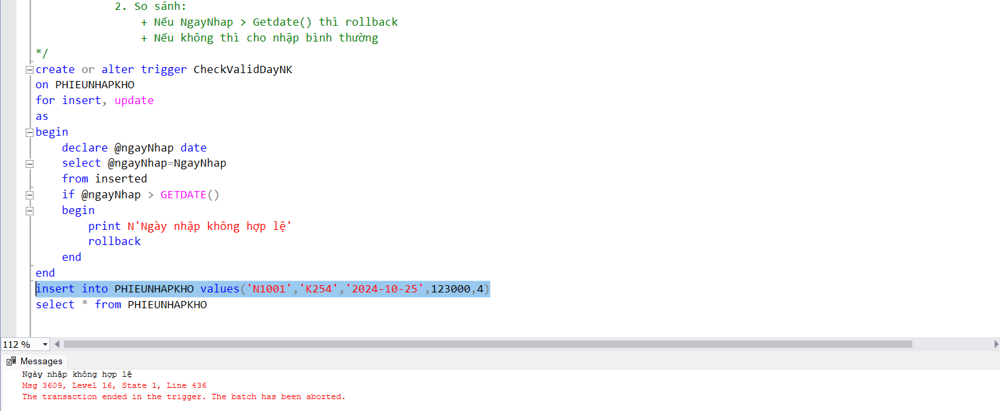 2. So sánh:
+ Nếu NgayNhap > Getdate() thì rollback
+ Nếu không thì cho nhập bình thường
*/
create or alter trigger CheckValidDayNK
on PHIEUNHAPKHO
for insert, update
as
begin
declare @ngayNhap date
select @ngayNhap=NgayNhap
from inserted
if @ngayNhap > GETDATE()
begin
print N'Ngày nhập không hợp lệ'
rollback
end
end
insert into PHIEUNHAPKHO values('N1001','K254','2024-10-25',123000,4)
select * from PHIEUNHAPKHO
112 %
Messages
Ngày nhập không hợp lệ
Msg 3609, Level 16, State 1, Line 436
The transaction ended in the trigger. The batch has been aborted.